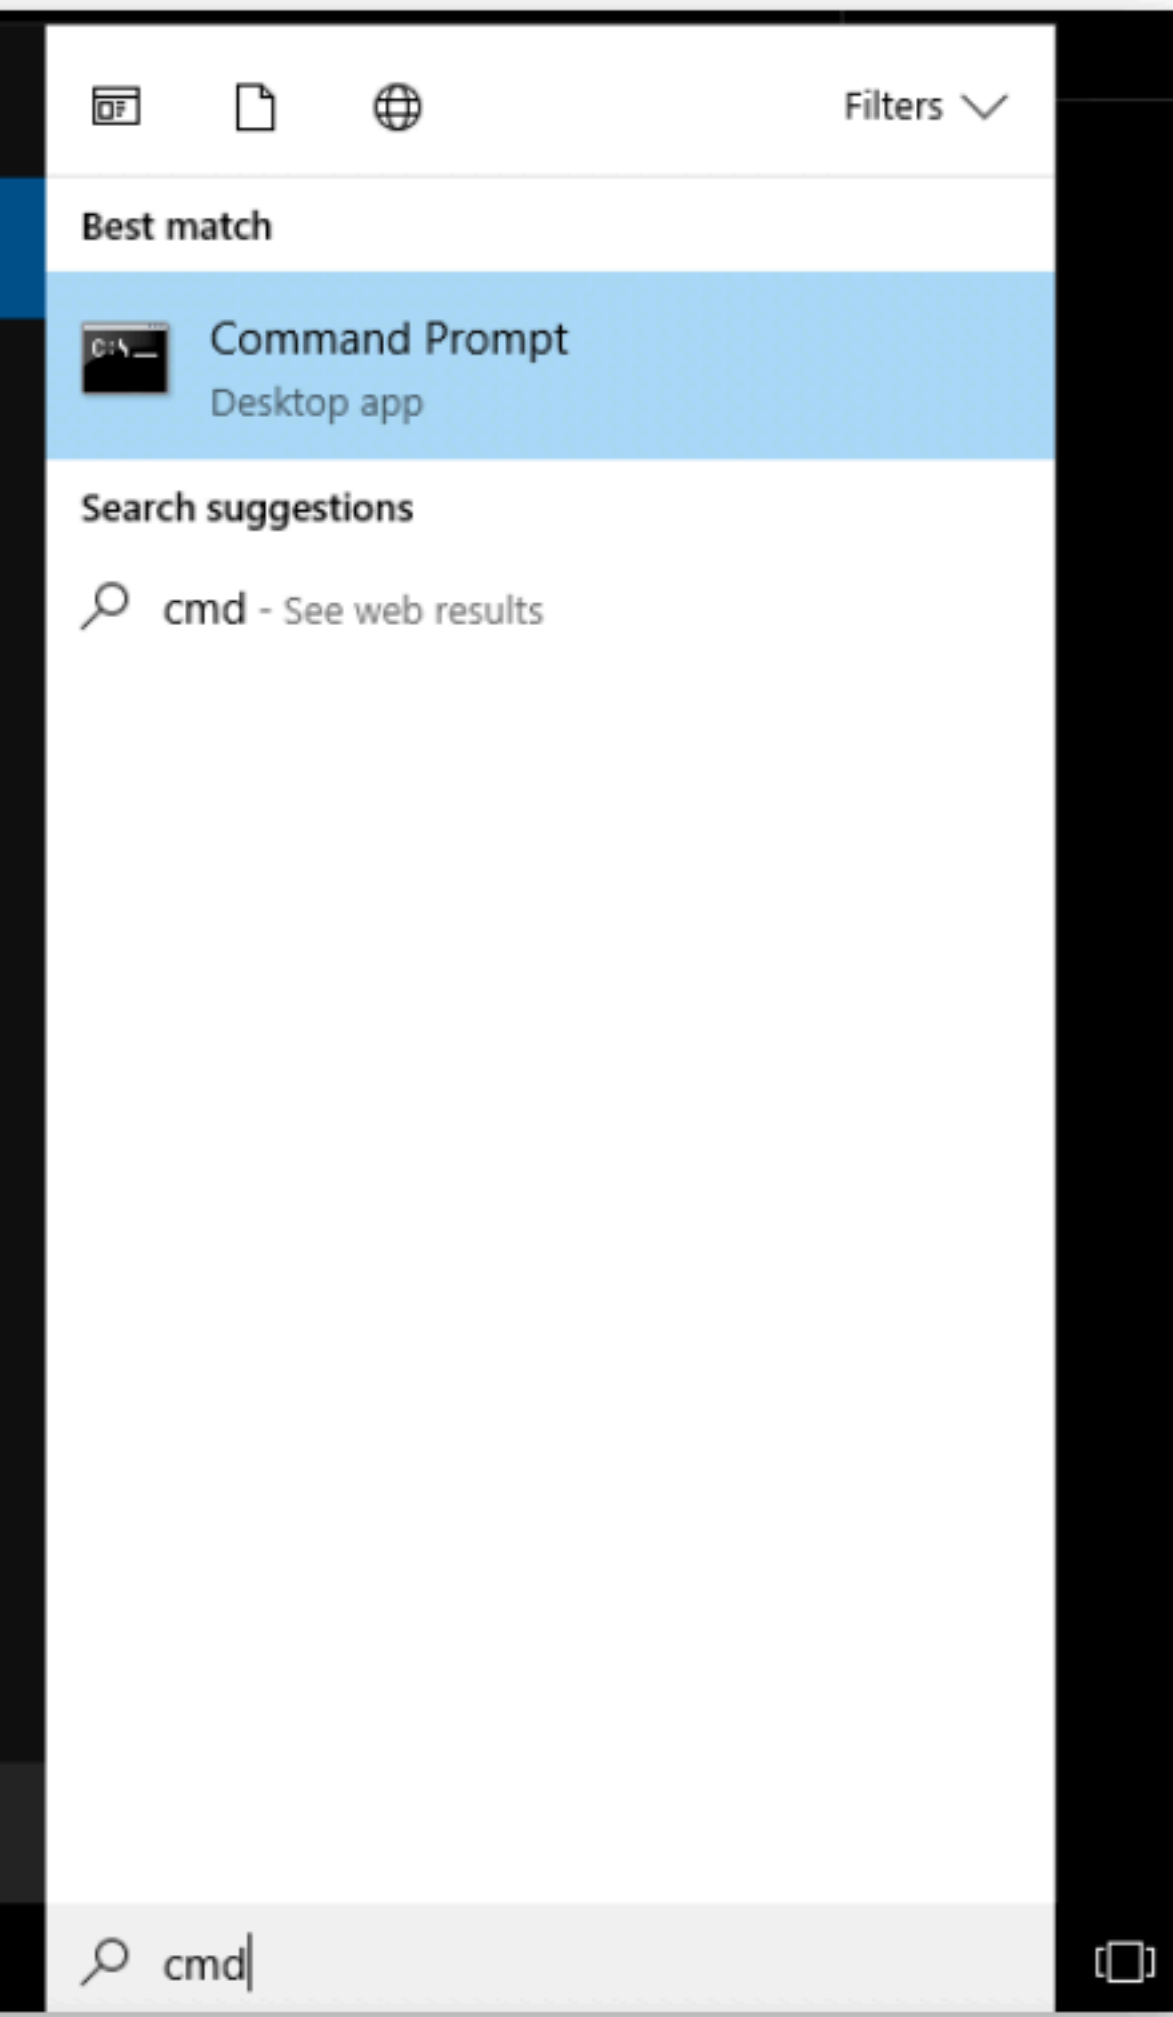 Filters
Best match
C:\_
Command Prompt
Desktop app
Search suggestions
cmd - See web results
cmd